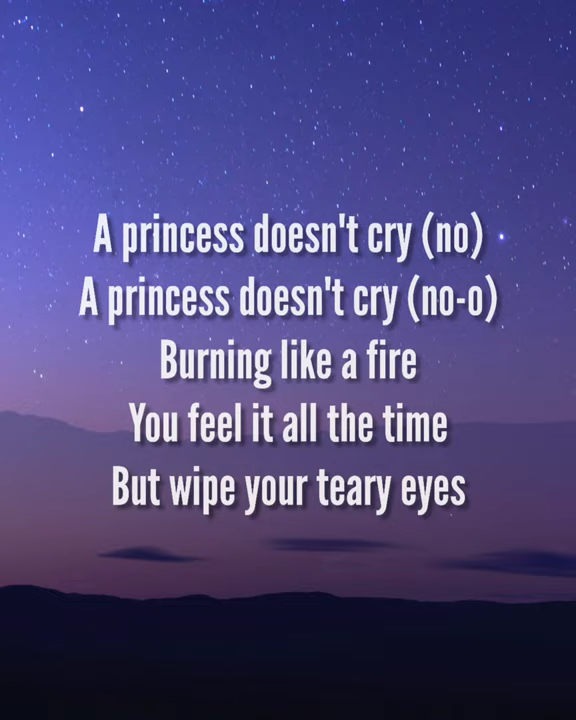 A princess doesn't cry (no)
A princess doesn't cry (no-o)
Burning like a fire
You feel it all the time
But wipe your teary eyes